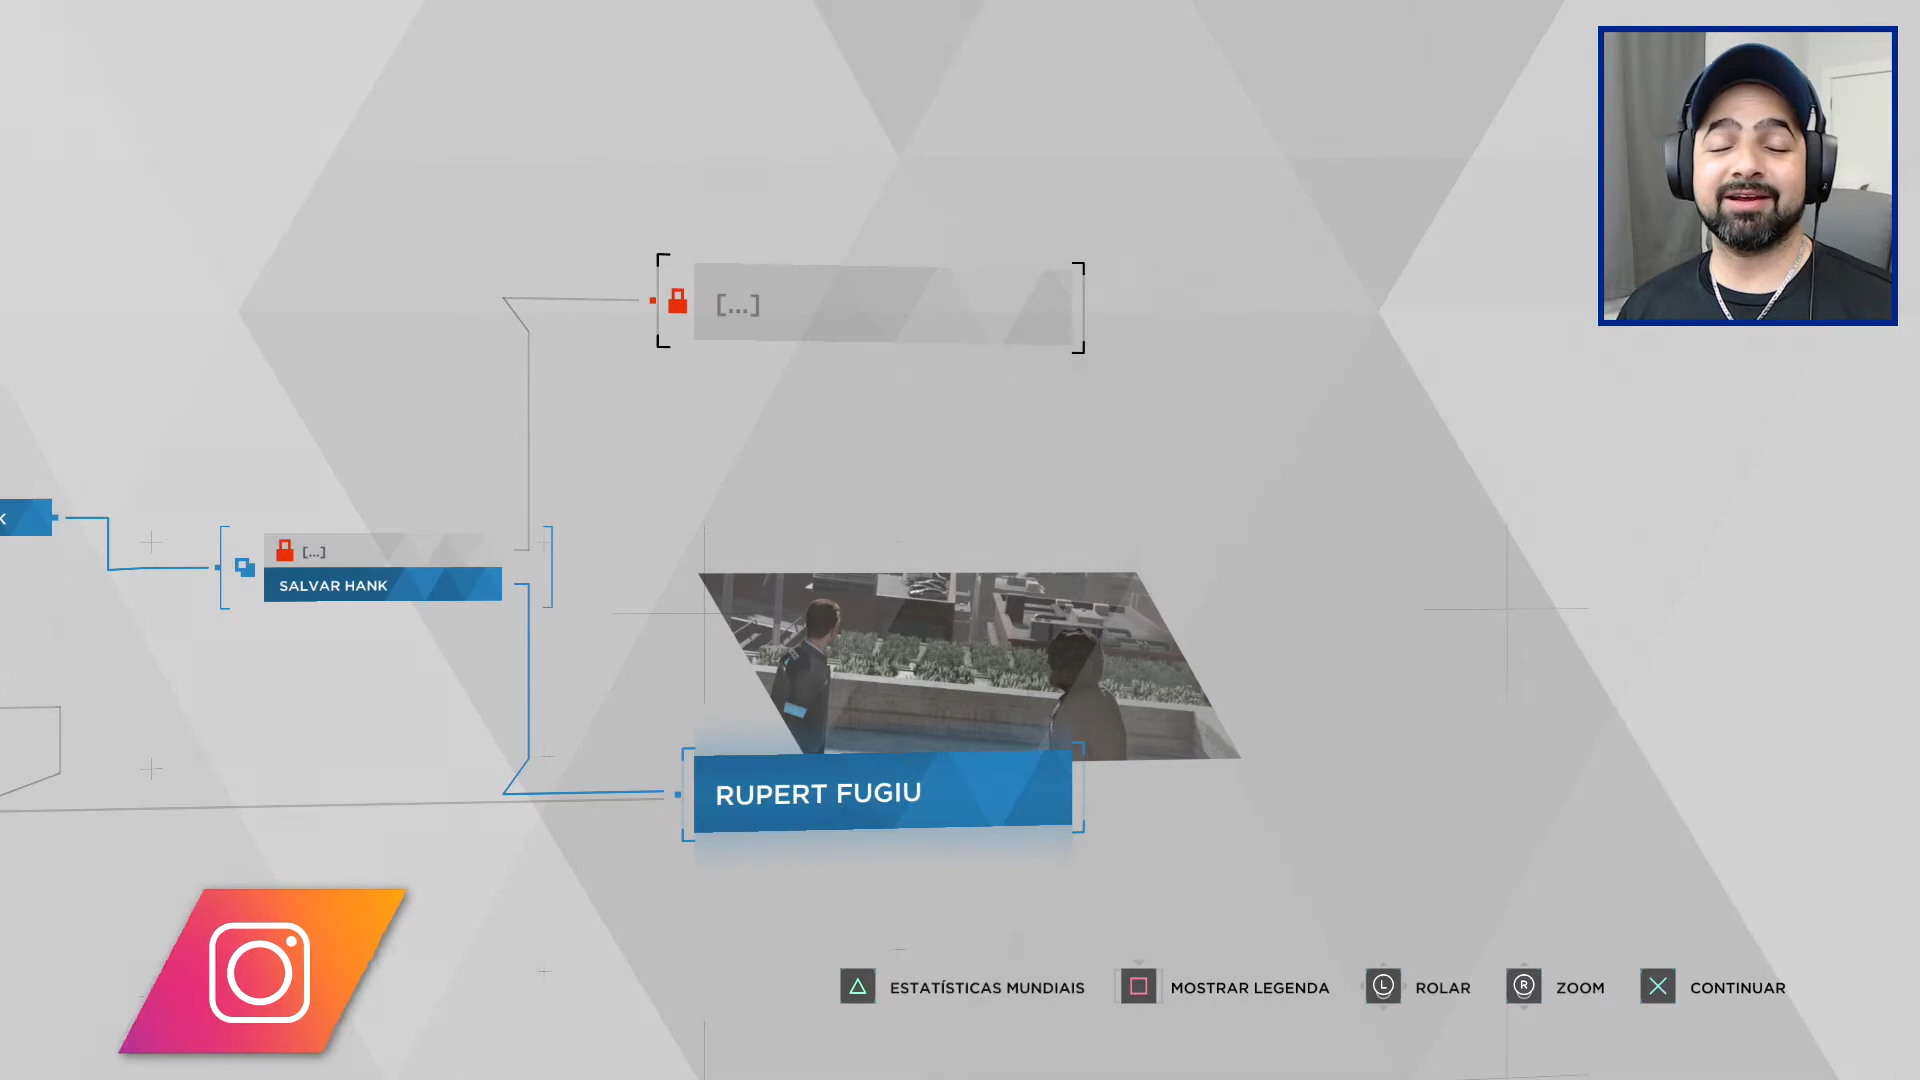 [...]
K
[...]
SALVAR HANK
RUPERT FUGIU
ESTATÍSTICAS MUNDIAIS
MOSTRAR LEGENDA
L ROLAR
R ZOOM
CONTINUAR